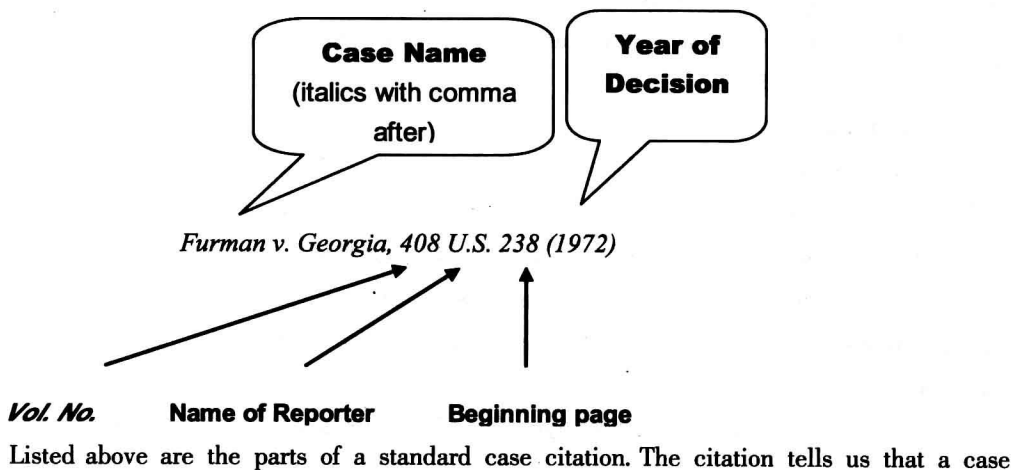 Case Name
(italics with comma
after)
Year of
Decision
Furman v. Georgia, 408 U.S. 238 (1972)
Vol. No. Name of Reporter Beginning page
Listed above are the parts of a standard case citation. The citation tells us that a case